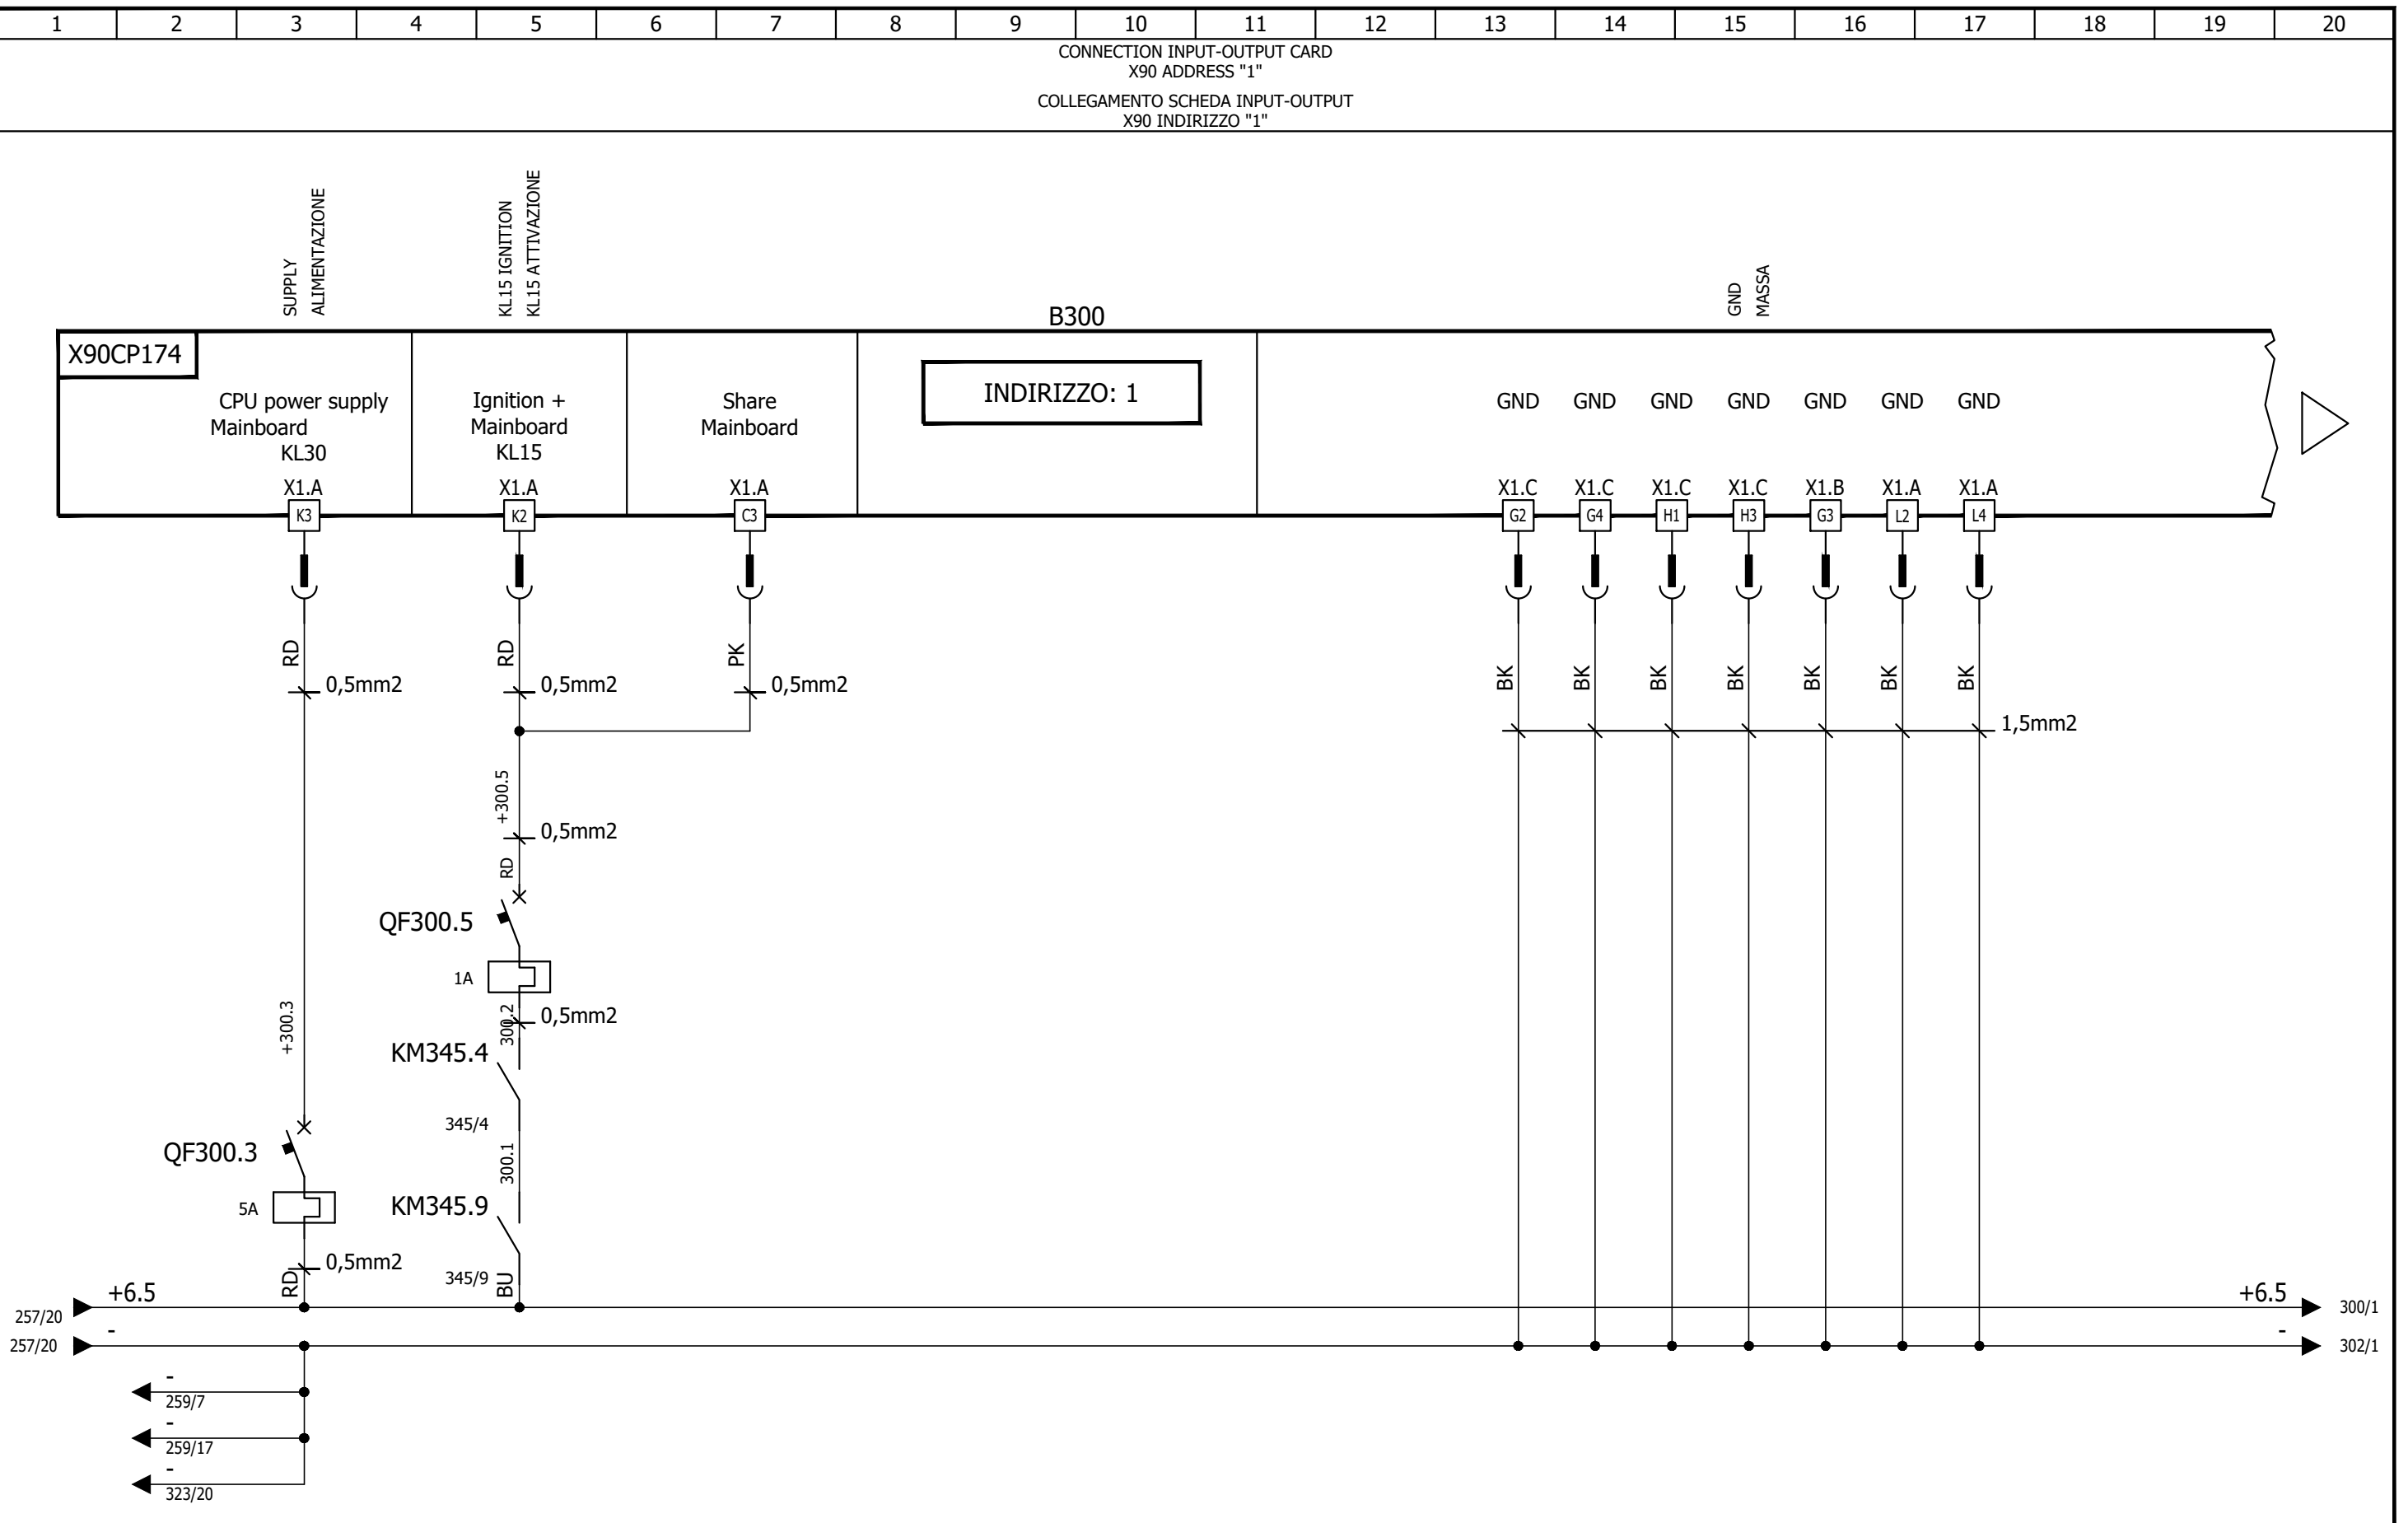 1 2 3 4 5 6 7 8 9 10 11 12 13 14 15 16 17 18 19 20
CONNECTION INPUT-OUTPUT CARD
X90 ADDRESS "1"
COLLEGAMENTO SCHEDA INPUT-OUTPUT
X90 INDIRIZZO "1"
SUPPLY
ALIMENTAZIONE
KL15 IGNITION
KL15 ATTIVAZIONE
GND
MASSA
B300
X90CP174
INDIRIZZO: 1
CPU power supply
Mainboard
KL30
Ignition +
Mainboard
KL15
Share
Mainboard
GND GND GND GND GND GND GND
X1.A X1.A X1.A X1.C X1.C X1.C X1.C X1.B X1.A X1.A
K3 K2 C3 G2 G4 H1 H3 G3 L2 L4
RD RD PK BK BK BK BK BK BK BK
0,5mm2 0,5mm2 0,5mm2
1,5mm2
+300.5
0,5mm2
RD
QF300.5
1A
300.2
0,5mm2
+300.3
KM345.4
345/4
300.1
QF300.3
5A
KM345.9
0,5mm2
RD
345/9
BU
+6.5 +6.5
257/20 300/1
- -
257/20 302/1
-
259/7
-
259/17
-
323/20